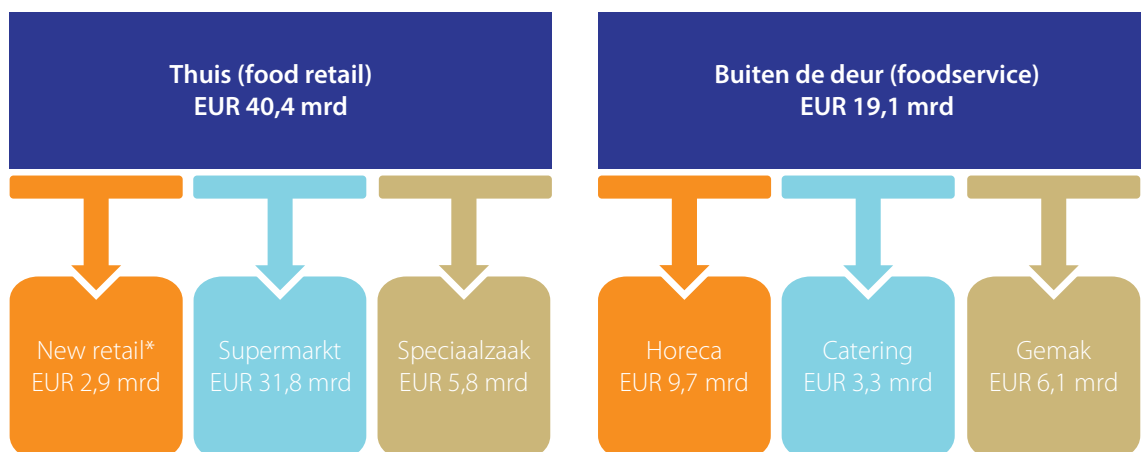 Thuis (food retail)
EUR 40,4 mrd
Buiten de deur (foodservice)
EUR 19,1 mrd
New retail*
EUR 2,9 mrd
Supermarkt
EUR 31,8 mrd
Speciaalzaak
EUR 5,8 mrd
Horeca
EUR 9,7 mrd
Catering
EUR 3,3 mrd
Gemak
EUR 6,1 mrd